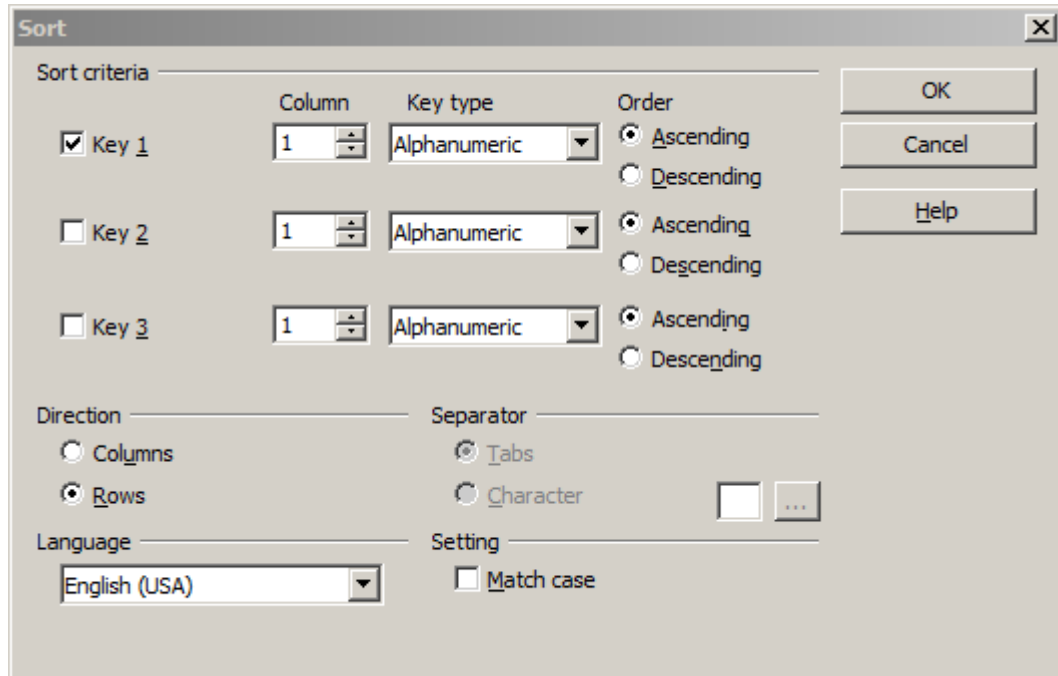 Sort
Sort criteria
Column Key type Order OK
Key 1 1 Alphanumeric Ascending Cancel
Descending
Key 2 1 Alphanumeric Ascending Help
Descending
Key 3 1 Alphanumeric Ascending
Descending
Direction Separator
Columns Tabs
Rows Character ...
Language Setting
English (USA) Match case